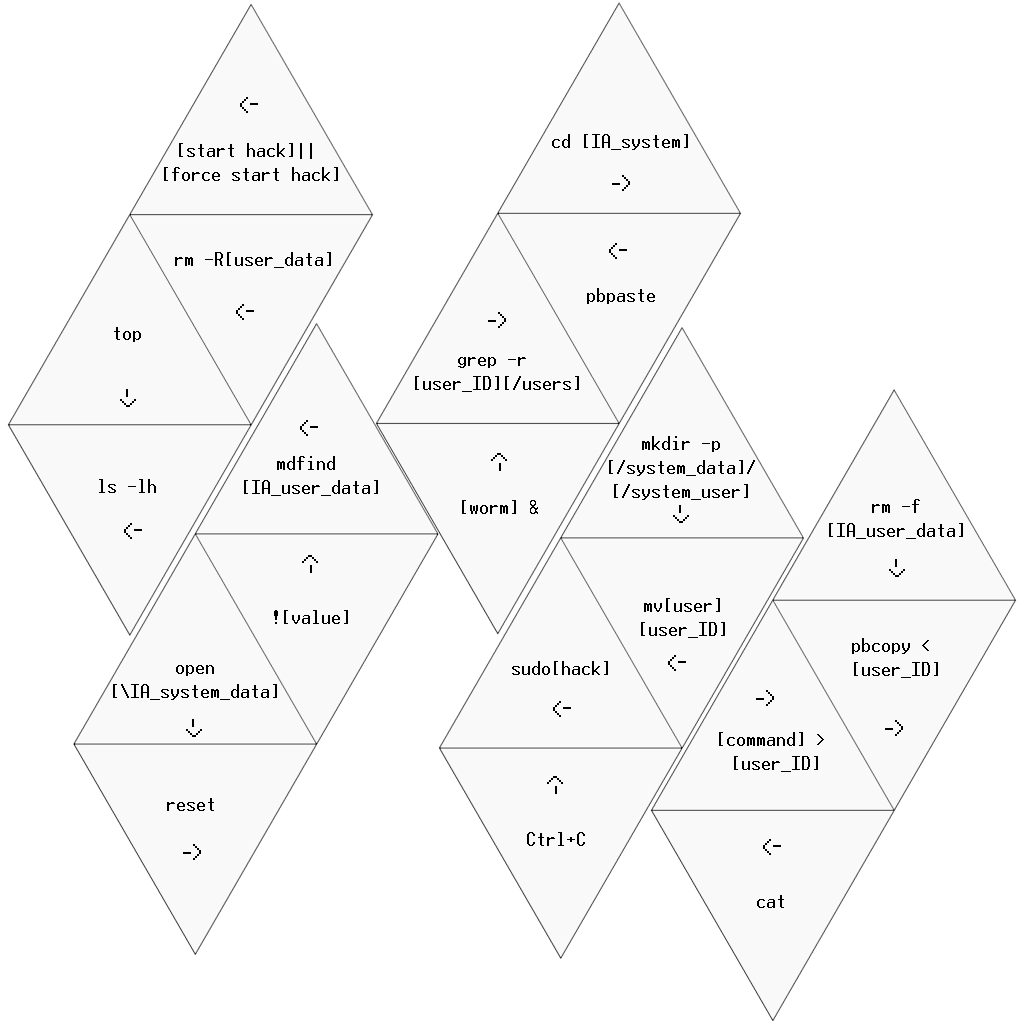 <-
[start hack]||
[force start hack]
rm -R[user_data]
<-
top
↓
ls -lh
<-
<-
mdfind
[IA_user_data]
↑
![value]
open
[\IA_system_data]
↓
reset
->
cd [IA_system]
->
<-
pbpaste
->
grep -r
[user_ID][/users]
↑
[worm] &
mkdir -p
[/system_data]/
[/system_user]
↓
mv[user]
[user_ID]
<-
sudo[hack]
<-
↑
Ctrl+C
rm -f
[IA_user_data]
↓
pbcopy <
[user_ID]
->
->
[command] >
[user_ID]
<-
cat